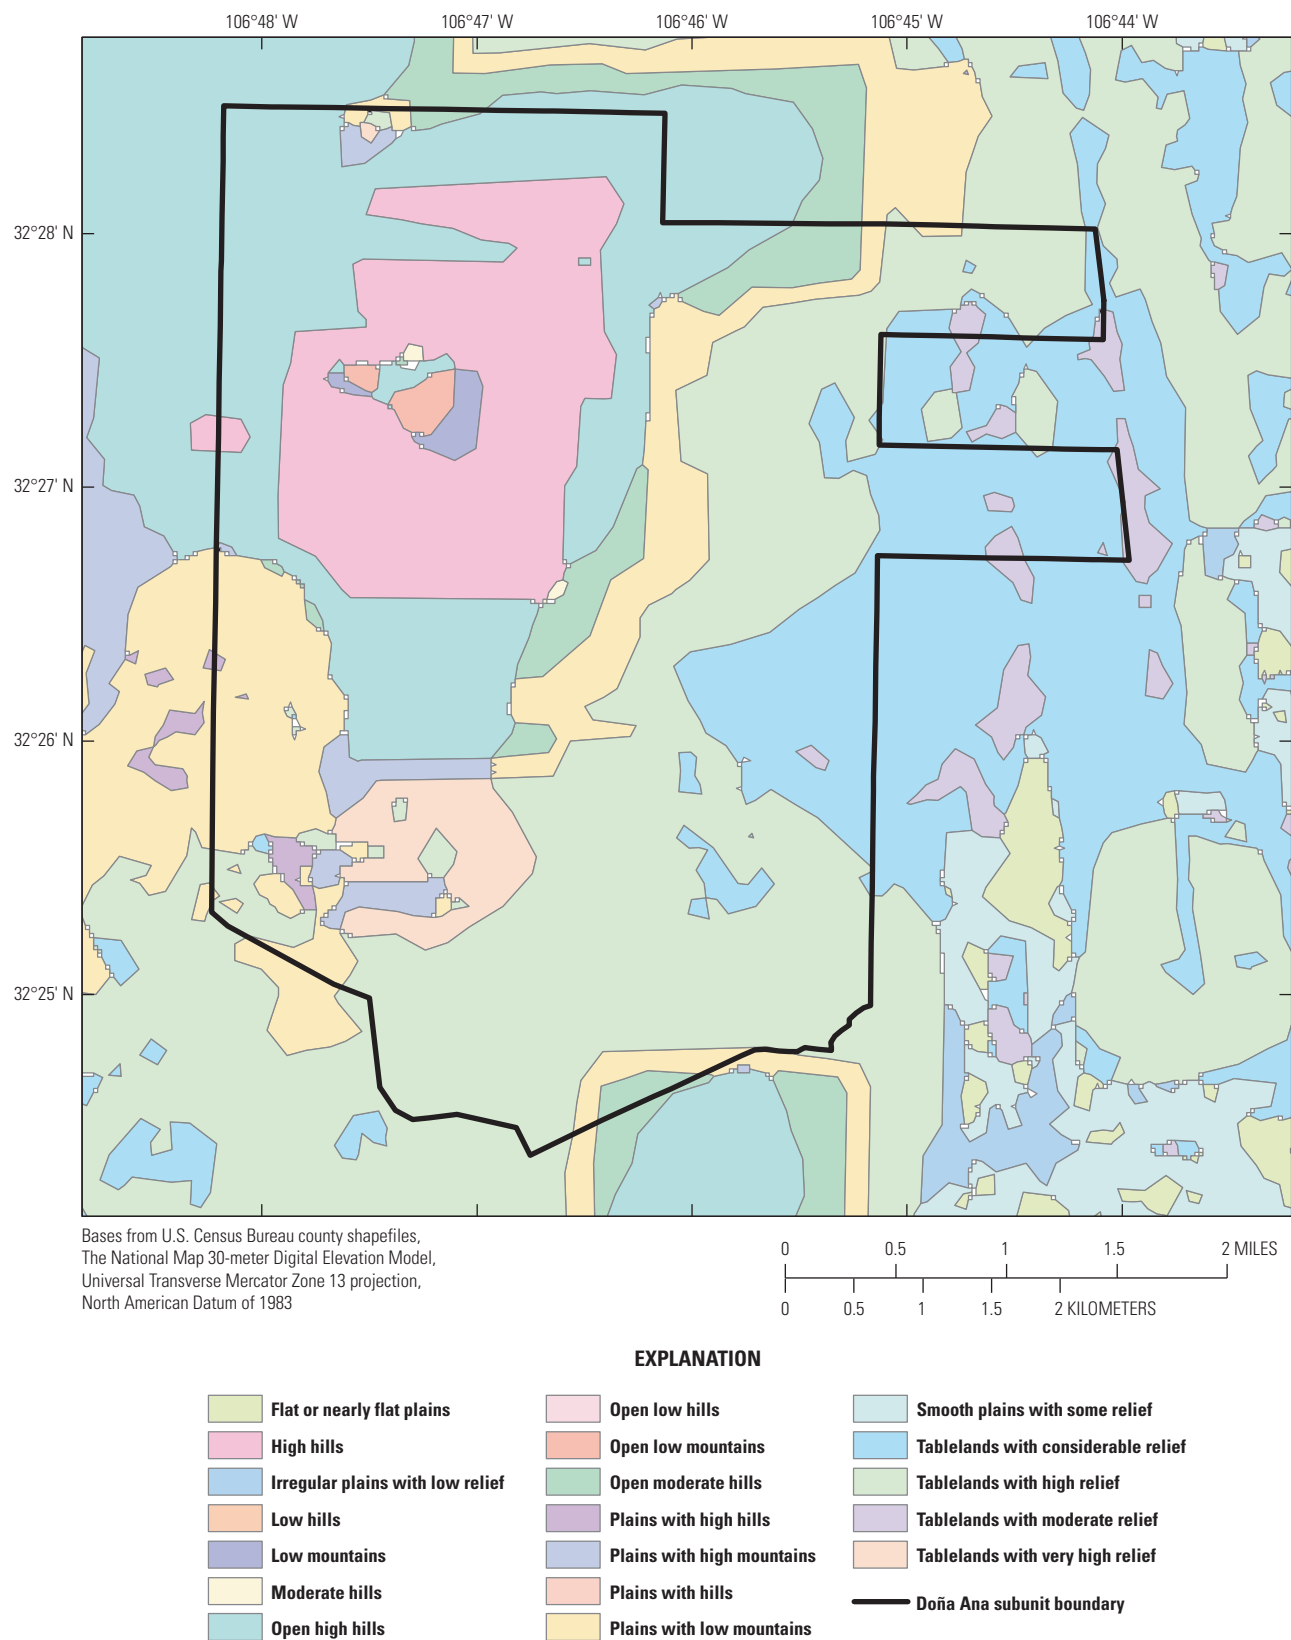 106°48' W 106°47' W 106°46' W 106°45' W 106°44' W
32°28' N
32°27' N
32°26' N
32°25' N
Bases from U.S. Census Bureau county shapefiles,
The National Map 30-meter Digital Elevation Model,
Universal Transverse Mercator Zone 13 projection,
North American Datum of 1983
0 0.5 1 1.5 2 MILES
0 0.5 1 1.5 2 KILOMETERS
EXPLANATION
Flat or nearly flat plains
High hills
Irregular plains with low relief
Low hills
Low mountains
Moderate hills
Open high hills
Open low hills
Open low mountains
Open moderate hills
Plains with high hills
Plains with high mountains
Plains with hills
Plains with low mountains
Smooth plains with some relief
Tablelands with considerable relief
Tablelands with high relief
Tablelands with moderate relief
Tablelands with very high relief
Doña Ana subunit boundary